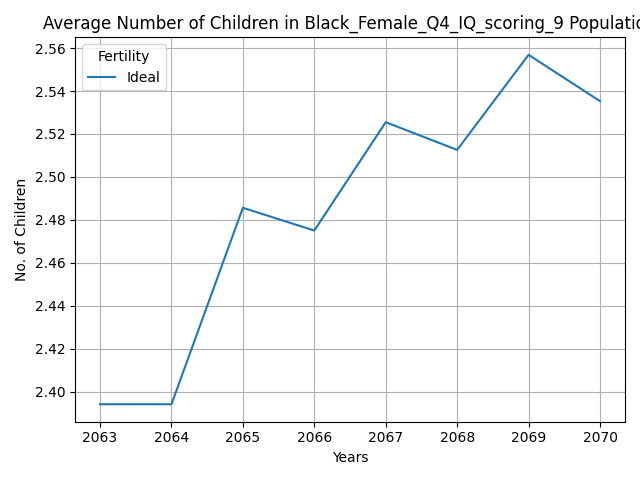 Average Number of Children in Black_Female_Q4_IQ_scoring_9 Populatio
2.56
2.54
2.52
2.50
2.48
2.46
2.44
2.42
2.40
No. of Children
Fertility
Ideal
2063 2064 2065 2066 2067 2068 2069 2070
Years